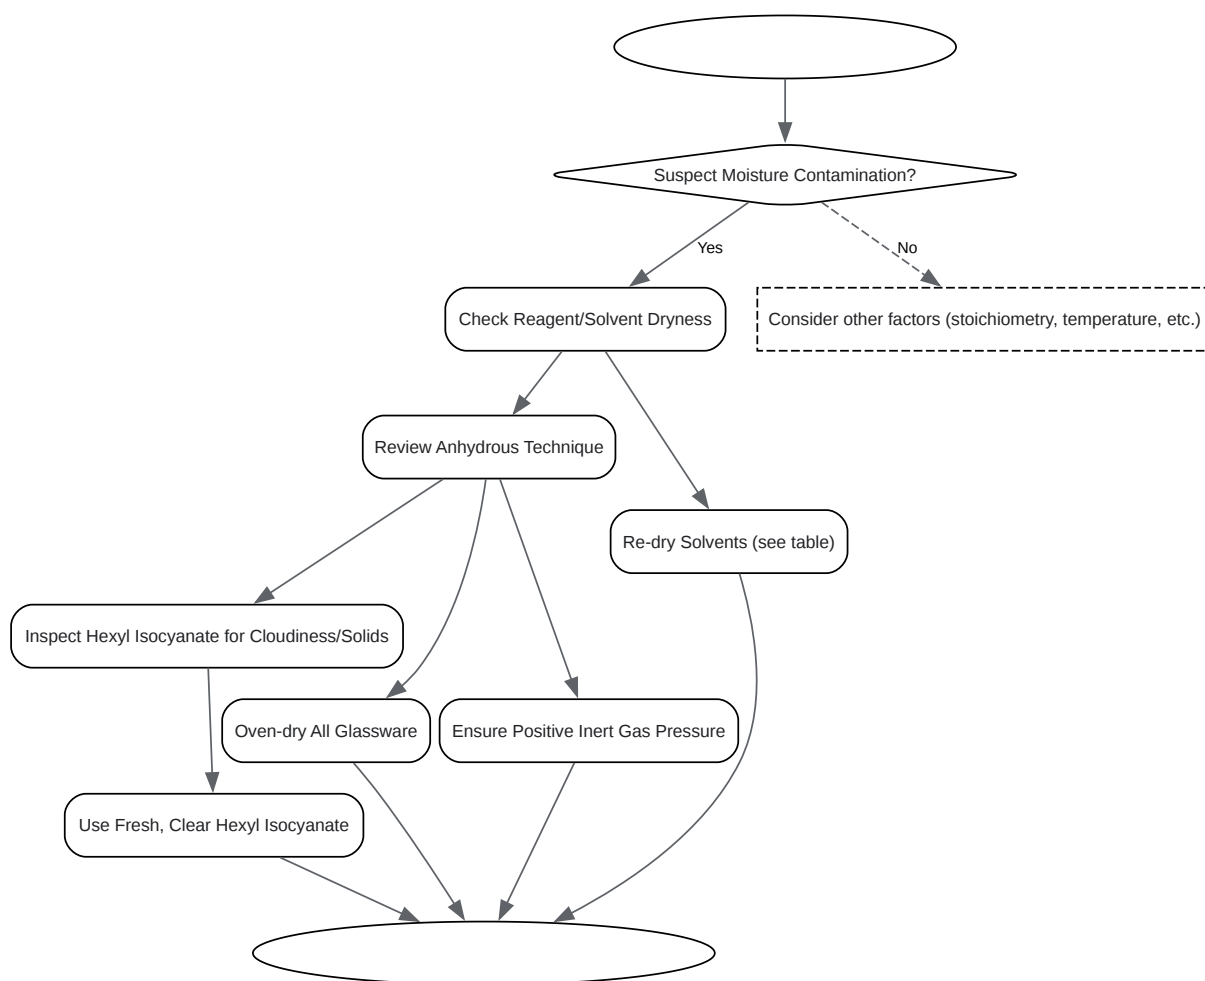 Suspect Moisture Contamination?
Yes
No
Check Reagent/Solvent Dryness
Consider other factors (stoichiometry, temperature, etc.)
Review Anhydrous Technique
Re-dry Solvents (see table)
Inspect Hexyl Isocyanate for Cloudiness/Solids
Oven-dry All Glassware
Ensure Positive Inert Gas Pressure
Use Fresh, Clear Hexyl Isocyanate